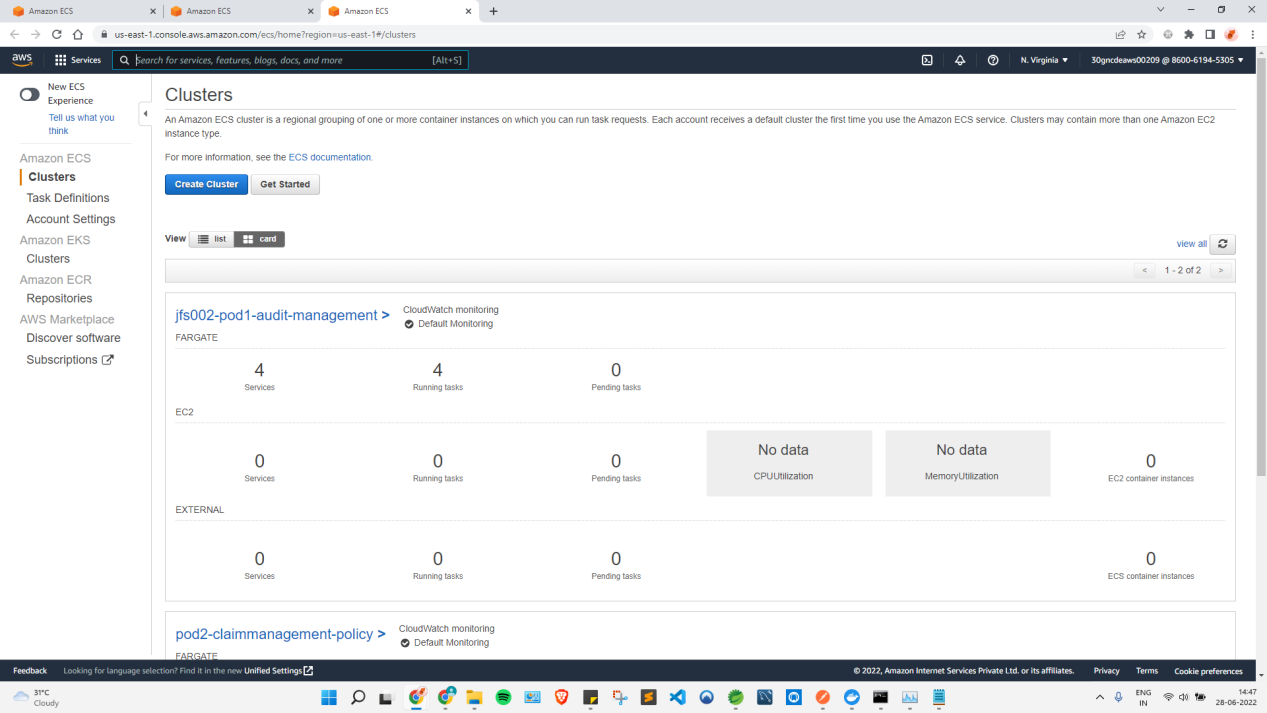 Amazon ECS
Amazon ECS
Amazon ECS
us-east-1.console.aws.amazon.com/ecs/home?region=us-east-1#/clusters
aws
Services
Search for services, features, blogs, docs, and more
[Alt+S]
N. Virginia
30gncdeaws00209 @ 8600-6194-5305
New ECS
Experience
Tell us what you
think
Amazon ECS
Clusters
Task Definitions
Account Settings
Amazon EKS
Clusters
Amazon ECR
Repositories
AWS Marketplace
Discover software
Subscriptions
Clusters
An Amazon ECS cluster is a regional grouping of one or more container instances on which you can run task requests. Each account receives a default cluster the first time you use the Amazon ECS service. Clusters may contain more than one Amazon EC2
instance type.
For more information, see the ECS documentation.
Create Cluster
Get Started
View
list
card
view all
< 1 - 2 of 2 >
jfs002-pod1-audit-management >
CloudWatch monitoring
Default Monitoring
FARGATE
4
Services
4
Running tasks
0
Pending tasks
EC2
0
Services
0
Running tasks
0
Pending tasks
No data
CPUUtilization
No data
MemoryUtilization
0
EC2 container instances
EXTERNAL
0
Services
0
Running tasks
0
Pending tasks
0
ECS container instances
pod2-claimmanagement-policy >
CloudWatch monitoring
Default Monitoring
FARGATE
Feedback
Looking for language selection? Find it in the new Unified Settings
© 2022, Amazon Internet Services Private Ltd. or its affiliates.
Privacy
Terms
Cookie preferences
31°C
Cloudy
ENG
IN
14:47
28-06-2022